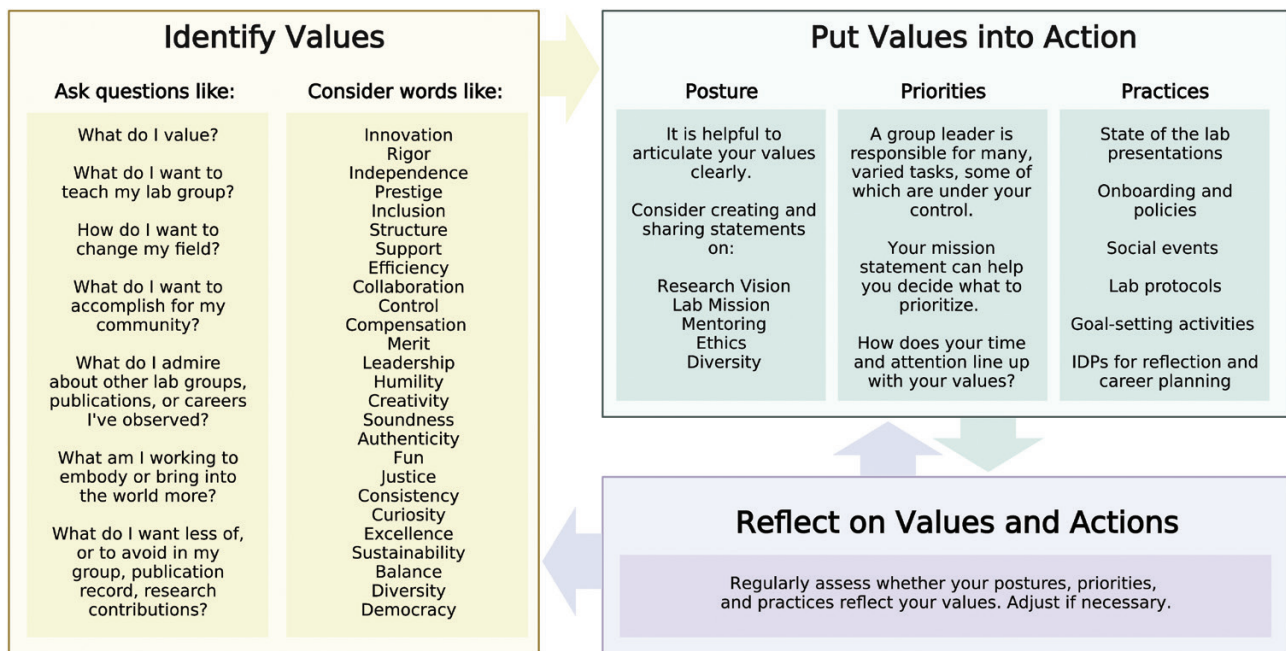 Identify Values
Ask questions like:
What do I value?
What do I want to
teach my lab group?
How do I want to
change my field?
What do I want to
accomplish for my
community?
What do I admire
about other lab groups,
publications, or careers
I've observed?
What am I working to
embody or bring into
the world more?
What do I want less of,
or to avoid in my
group, publication
record, research
contributions?
Consider words like:
Innovation
Rigor
Independence
Prestige
Inclusion
Structure
Support
Efficiency
Collaboration
Control
Compensation
Merit
Leadership
Humility
Creativity
Soundness
Authenticity
Fun
Justice
Consistency
Curiosity
Excellence
Sustainability
Balance
Diversity
Democracy
Put Values into Action
Posture
It is helpful to
articulate your values
clearly.
Consider creating and
sharing statements
on:
Research Vision
Lab Mission
Mentoring
Ethics
Diversity
Priorities
A group leader is
responsible for many,
varied tasks, some of
which are under your
control.
Your mission
statement can help
you decide what to
prioritize.
How does your time
and attention line up
with your values?
Practices
State of the lab
presentations
Onboarding and
policies
Social events
Lab protocols
Goal-setting activities
IDPs for reflection and
career planning
Reflect on Values and Actions
Regularly assess whether your postures, priorities,
and practices reflect your values. Adjust if necessary.